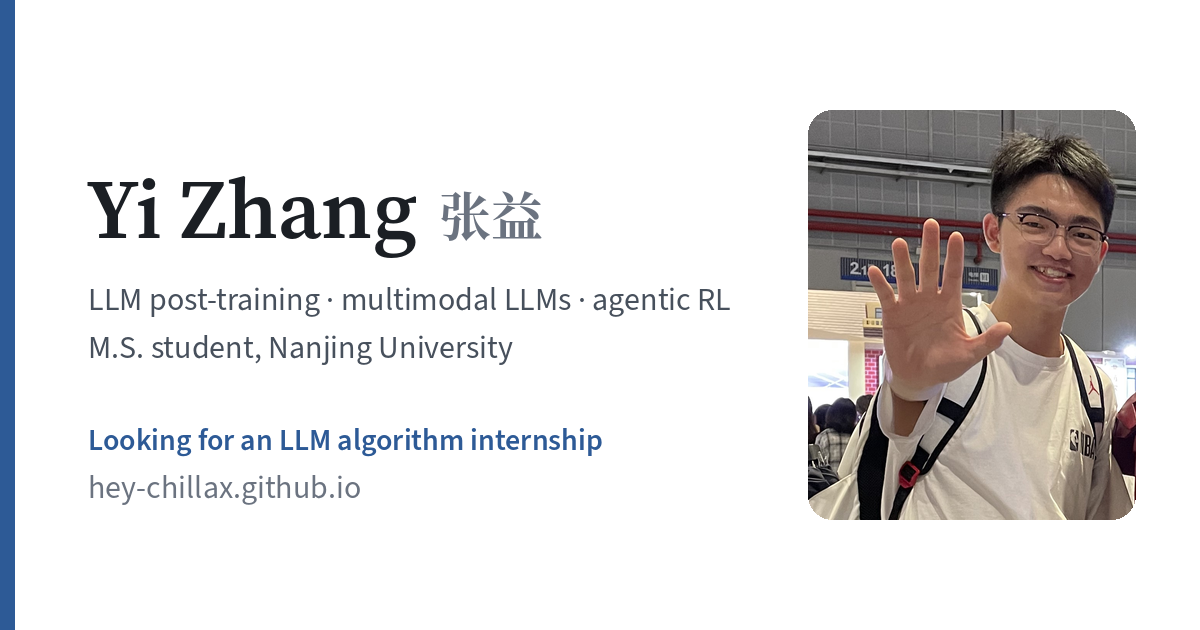 Yi Zhang 张益
LLM post-training · multimodal LLMs · agentic RL
M.S. student, Nanjing University
Looking for an LLM algorithm internship
hey-chillax.github.io
NBA